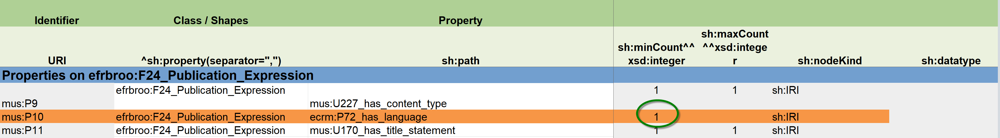 Identifier Class / Shapes Property
sh:maxCount
sh:minCount^^ ^^xsd:intege
URI ^sh:property(separator=",") sh:path xsd:integer r sh:nodeKind sh:datatype
Properties on efrbroo:F24_Publication_Expression
efrbroo:F24_Publication_Expression 1 1 sh:IRI
mus:P9 mus:U227_has_content_type
mus:P10 efrbroo:F24_Publication_Expression ecrm:P72_has_language 1 sh:IRI
mus:P11 efrbroo:F24_Publication_Expression mus:U170_has_title_statement 1 1 sh:IRI